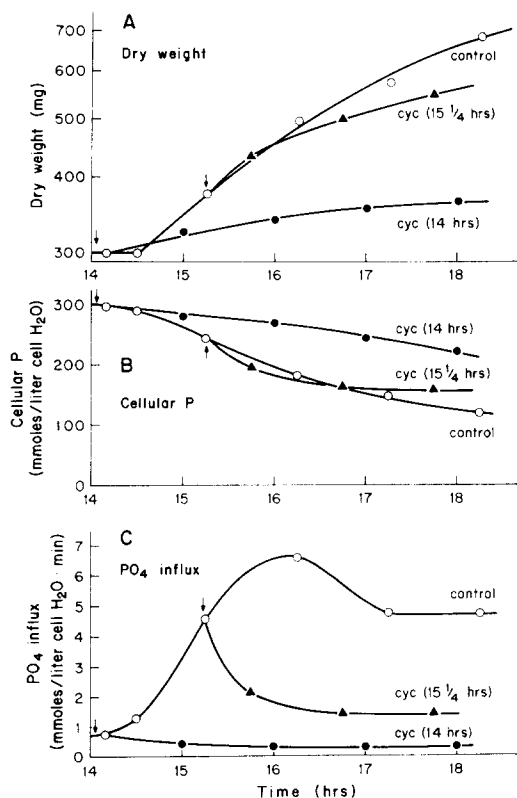 A
Dry weight
700
600
500
400
300
Dry weight (mg)
control
cyc (15 1/4 hrs)
cyc (14 hrs)
14 15 16 17 18
B
Cellular P
300
200
100
0
Cellular P
(mmoles/liter cell H₂O)
cyc (14 hrs)
cyc (15 1/4 hrs)
control
14 15 16 17 18
C
PO₄ influx
7
6
5
4
3
2
1
0
PO₄ influx
(mmoles/liter cell H₂O · min)
control
cyc (15 1/4 hrs)
cyc (14 hrs)
14 15 16 17 18
Time (hrs)